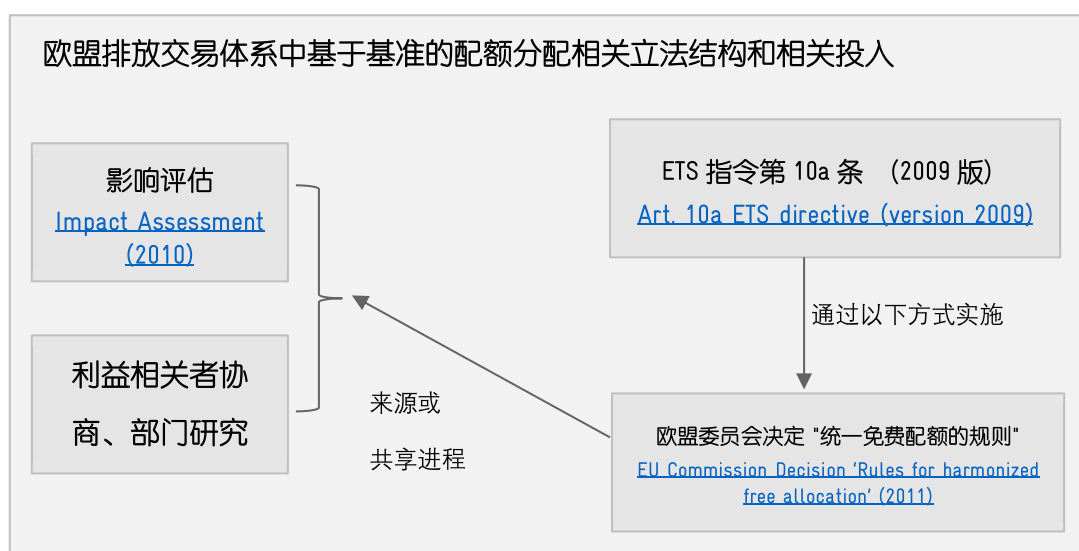 欧盟排放交易体系中基于基准的配额分配相关立法结构和相关投入
影响评估
Impact Assessment
(2010)
利益相关者协
商、部门研究
ETS 指令第 10a 条 （2009 版）
Art. 10a ETS directive (version 2009)
通过以下方式实施
来源或
共享进程
欧盟委员会决定 "统一免费配额的规则"
EU Commission Decision 'Rules for harmonized
free allocation' (2011)